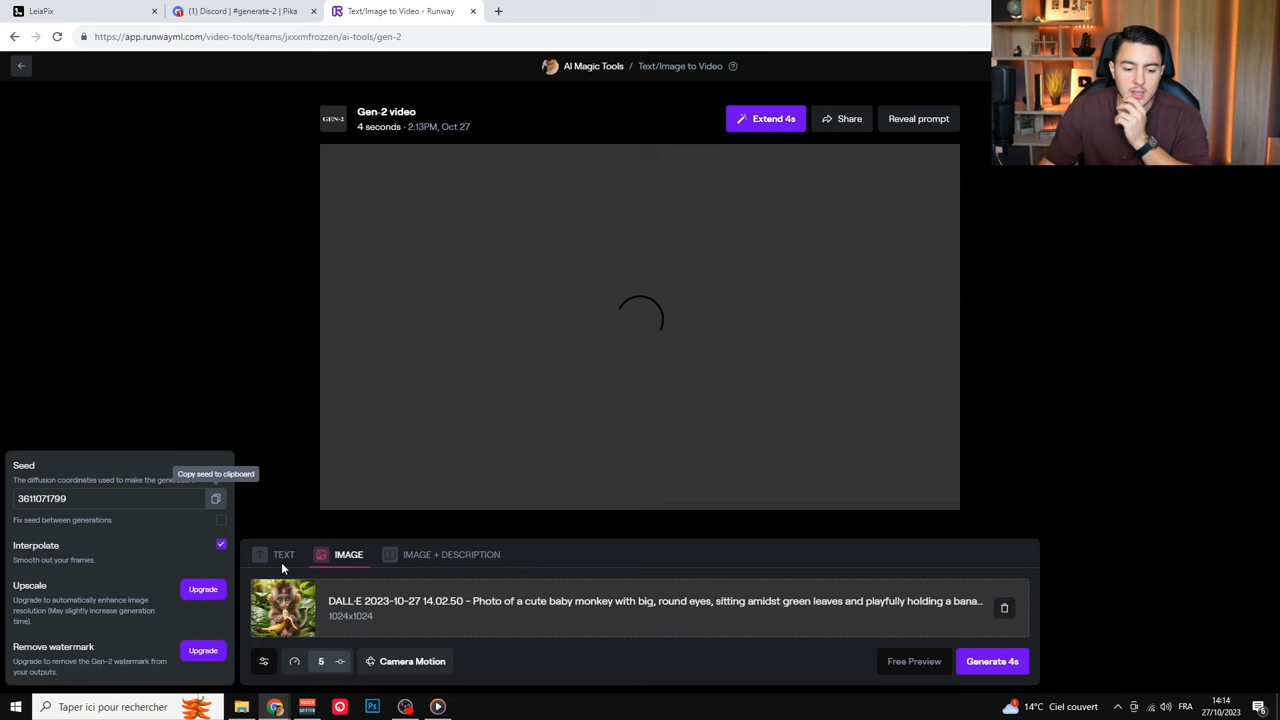 LeiaPix
(1) Discord | #generate-2 | Pika
Text/Image to Video - Runway
https://app.runwayml.com/video-tools/teams/jxxxmfrozzen/ai-tools/gen-2
AI Magic Tools / Text/Image to Video
GEN-2
Gen-2 video
4 seconds · 2:13PM, Oct 27
Extend 4s
Share
Reveal prompt
Seed
Copy seed to clipboard
The diffusion coordinates used to make the gene
3611071799
Fix seed between generations
Interpolate
Smooth out your frames.
Upscale
Upgrade to automatically enhance image
resolution (May slightly increase generation
time).
Upgrade
Remove watermark
Upgrade to remove the Gen-2 watermark from
your outputs.
Upgrade
TEXT
IMAGE
IMAGE + DESCRIPTION
DALL·E 2023-10-27 14.02.50 - Photo of a cute baby monkey with big, round eyes, sitting amidst green leaves and playfully holding a bana...
1024x1024
5
Camera Motion
Free Preview
Generate 4s
Taper ici pour rechercher
Ps
14°C Ciel couvert
FRA
14:14
27/10/2023